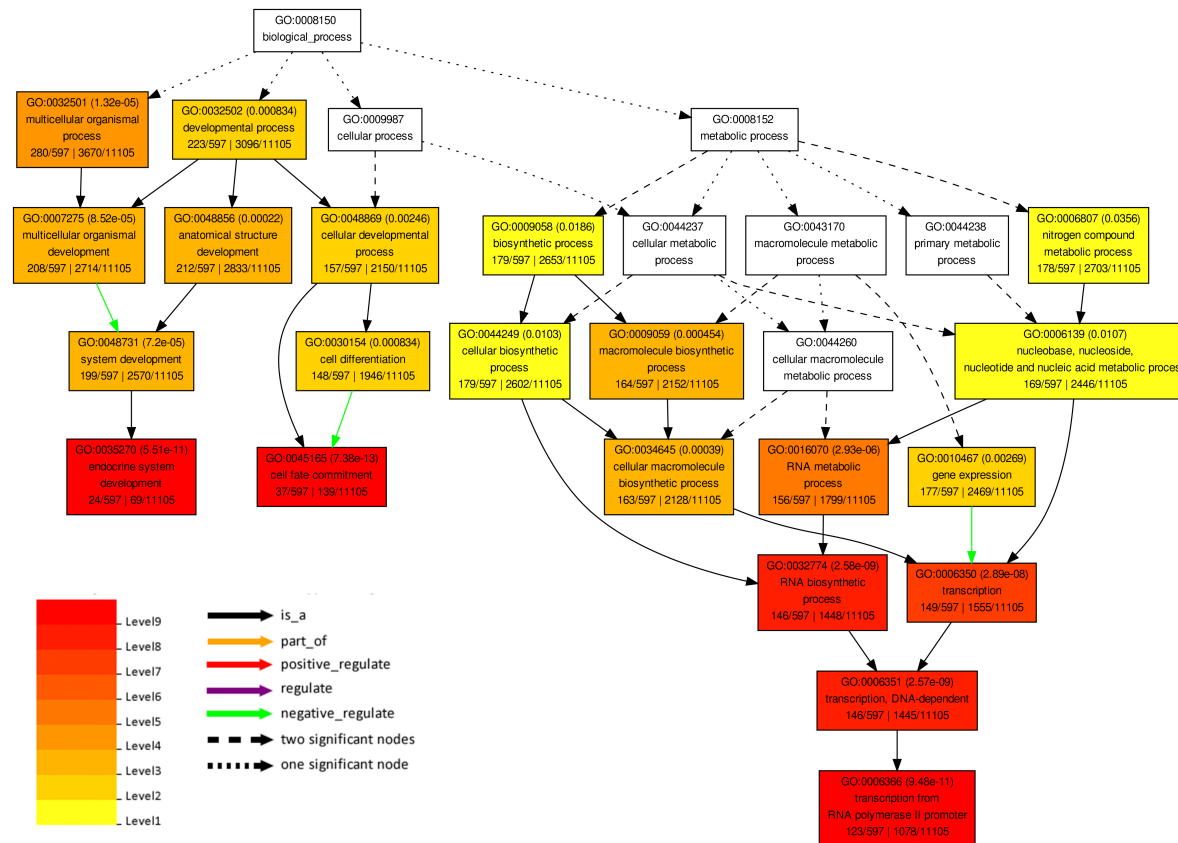 GO:0008150
biological_process
GO:0032501 (1.32e-05)
multicellular organismal
process
280/597 | 3670/11105
GO:0032502 (0.000834)
developmental process
223/597 | 3096/11105
GO:0009987
cellular process
GO:0008152
metabolic process
GO:0007275 (8.52e-05)
multicellular organismal
development
208/597 | 2714/11105
GO:0048856 (0.00022)
anatomical structure
development
212/597 | 2833/11105
GO:0048869 (0.00246)
cellular developmental
process
157/597 | 2150/11105
GO:0009058 (0.0186)
biosynthetic process
179/597 | 2653/11105
GO:0044237
cellular metabolic
process
GO:0043170
macromolecule metabolic
process
GO:0044238
primary metabolic
process
GO:0006807 (0.0356)
nitrogen compound
metabolic process
178/597 | 2703/11105
GO:0048731 (7.2e-05)
system development
199/597 | 2570/11105
GO:0030154 (0.000834)
cell differentiation
148/597 | 1946/11105
GO:0044249 (0.0103)
cellular biosynthetic
process
179/597 | 2602/11105
GO:0009059 (0.000454)
macromolecule biosynthetic
process
164/597 | 2152/11105
GO:0044260
cellular macromolecule
metabolic process
GO:0006139 (0.0107)
nucleobase, nucleoside,
nucleotide and nucleic acid metabolic proces
169/597 | 2446/11105
GO:0035270 (5.51e-11)
endocrine system
development
24/597 | 69/11105
GO:0045165 (7.38e-13)
cell fate commitment
37/597 | 139/11105
GO:0034645 (0.00039)
cellular macromolecule
biosynthetic process
163/597 | 2128/11105
GO:0016070 (2.93e-06)
RNA metabolic
process
156/597 | 1799/11105
GO:0010467 (0.00269)
gene expression
177/597 | 2469/11105
GO:0032774 (2.58e-09)
RNA biosynthetic
process
146/597 | 1448/11105
GO:0006350 (2.89e-08)
transcription
149/597 | 1555/11105
GO:0006351 (2.57e-09)
transcription, DNA-dependent
146/597 | 1445/11105
GO:0006366 (9.48e-11)
transcription from
RNA polymerase II promoter
123/597 | 1078/11105
Level9
Level8
Level7
Level6
Level5
Level4
Level3
Level2
Level1
is_a
part_of
positive_regulate
regulate
negative_regulate
two significant nodes
one significant node